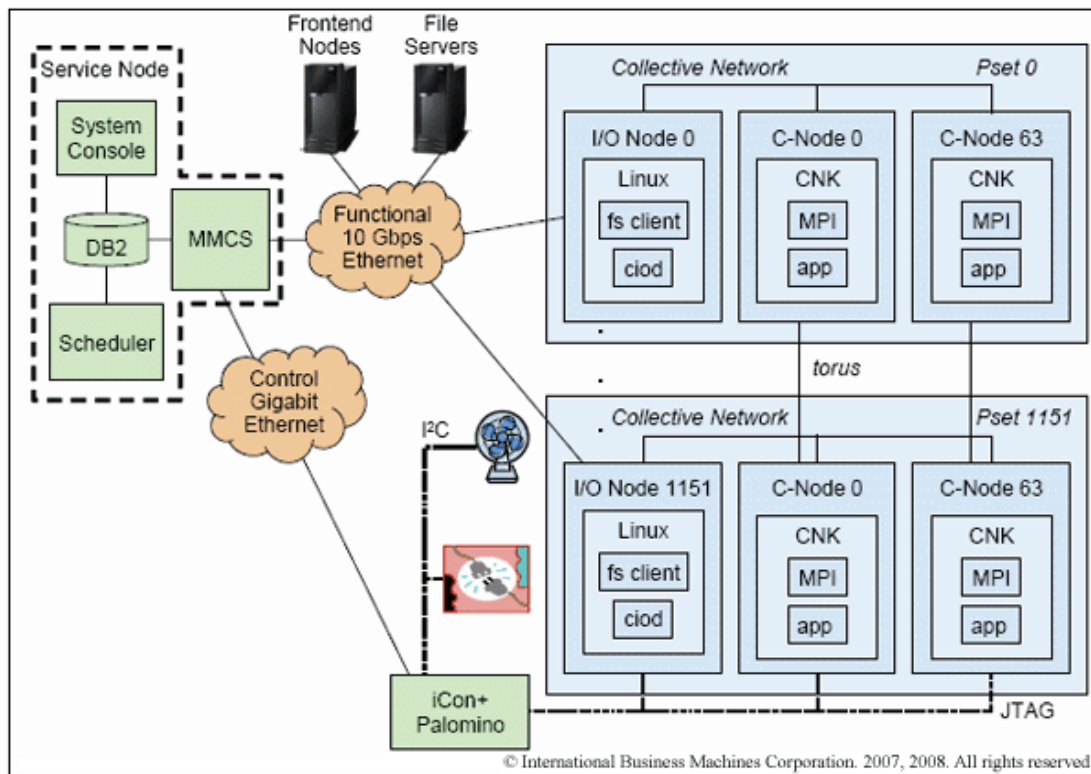 Frontend
Nodes
File
Servers
Service Node
System
Console
DB2
MMCS
Scheduler
Functional
10 Gbps
Ethernet
Control
Gigabit
Ethernet
I²C
iCon+
Palomino
Collective Network
Pset 0
I/O Node 0
Linux
fs client
ciod
C-Node 0
CNK
MPI
app
C-Node 63
CNK
MPI
app
torus
Collective Network
Pset 1151
I/O Node 1151
Linux
fs client
ciod
C-Node 0
CNK
MPI
app
C-Node 63
CNK
MPI
app
JTAG
© International Business Machines Corporation. 2007, 2008. All rights reserved